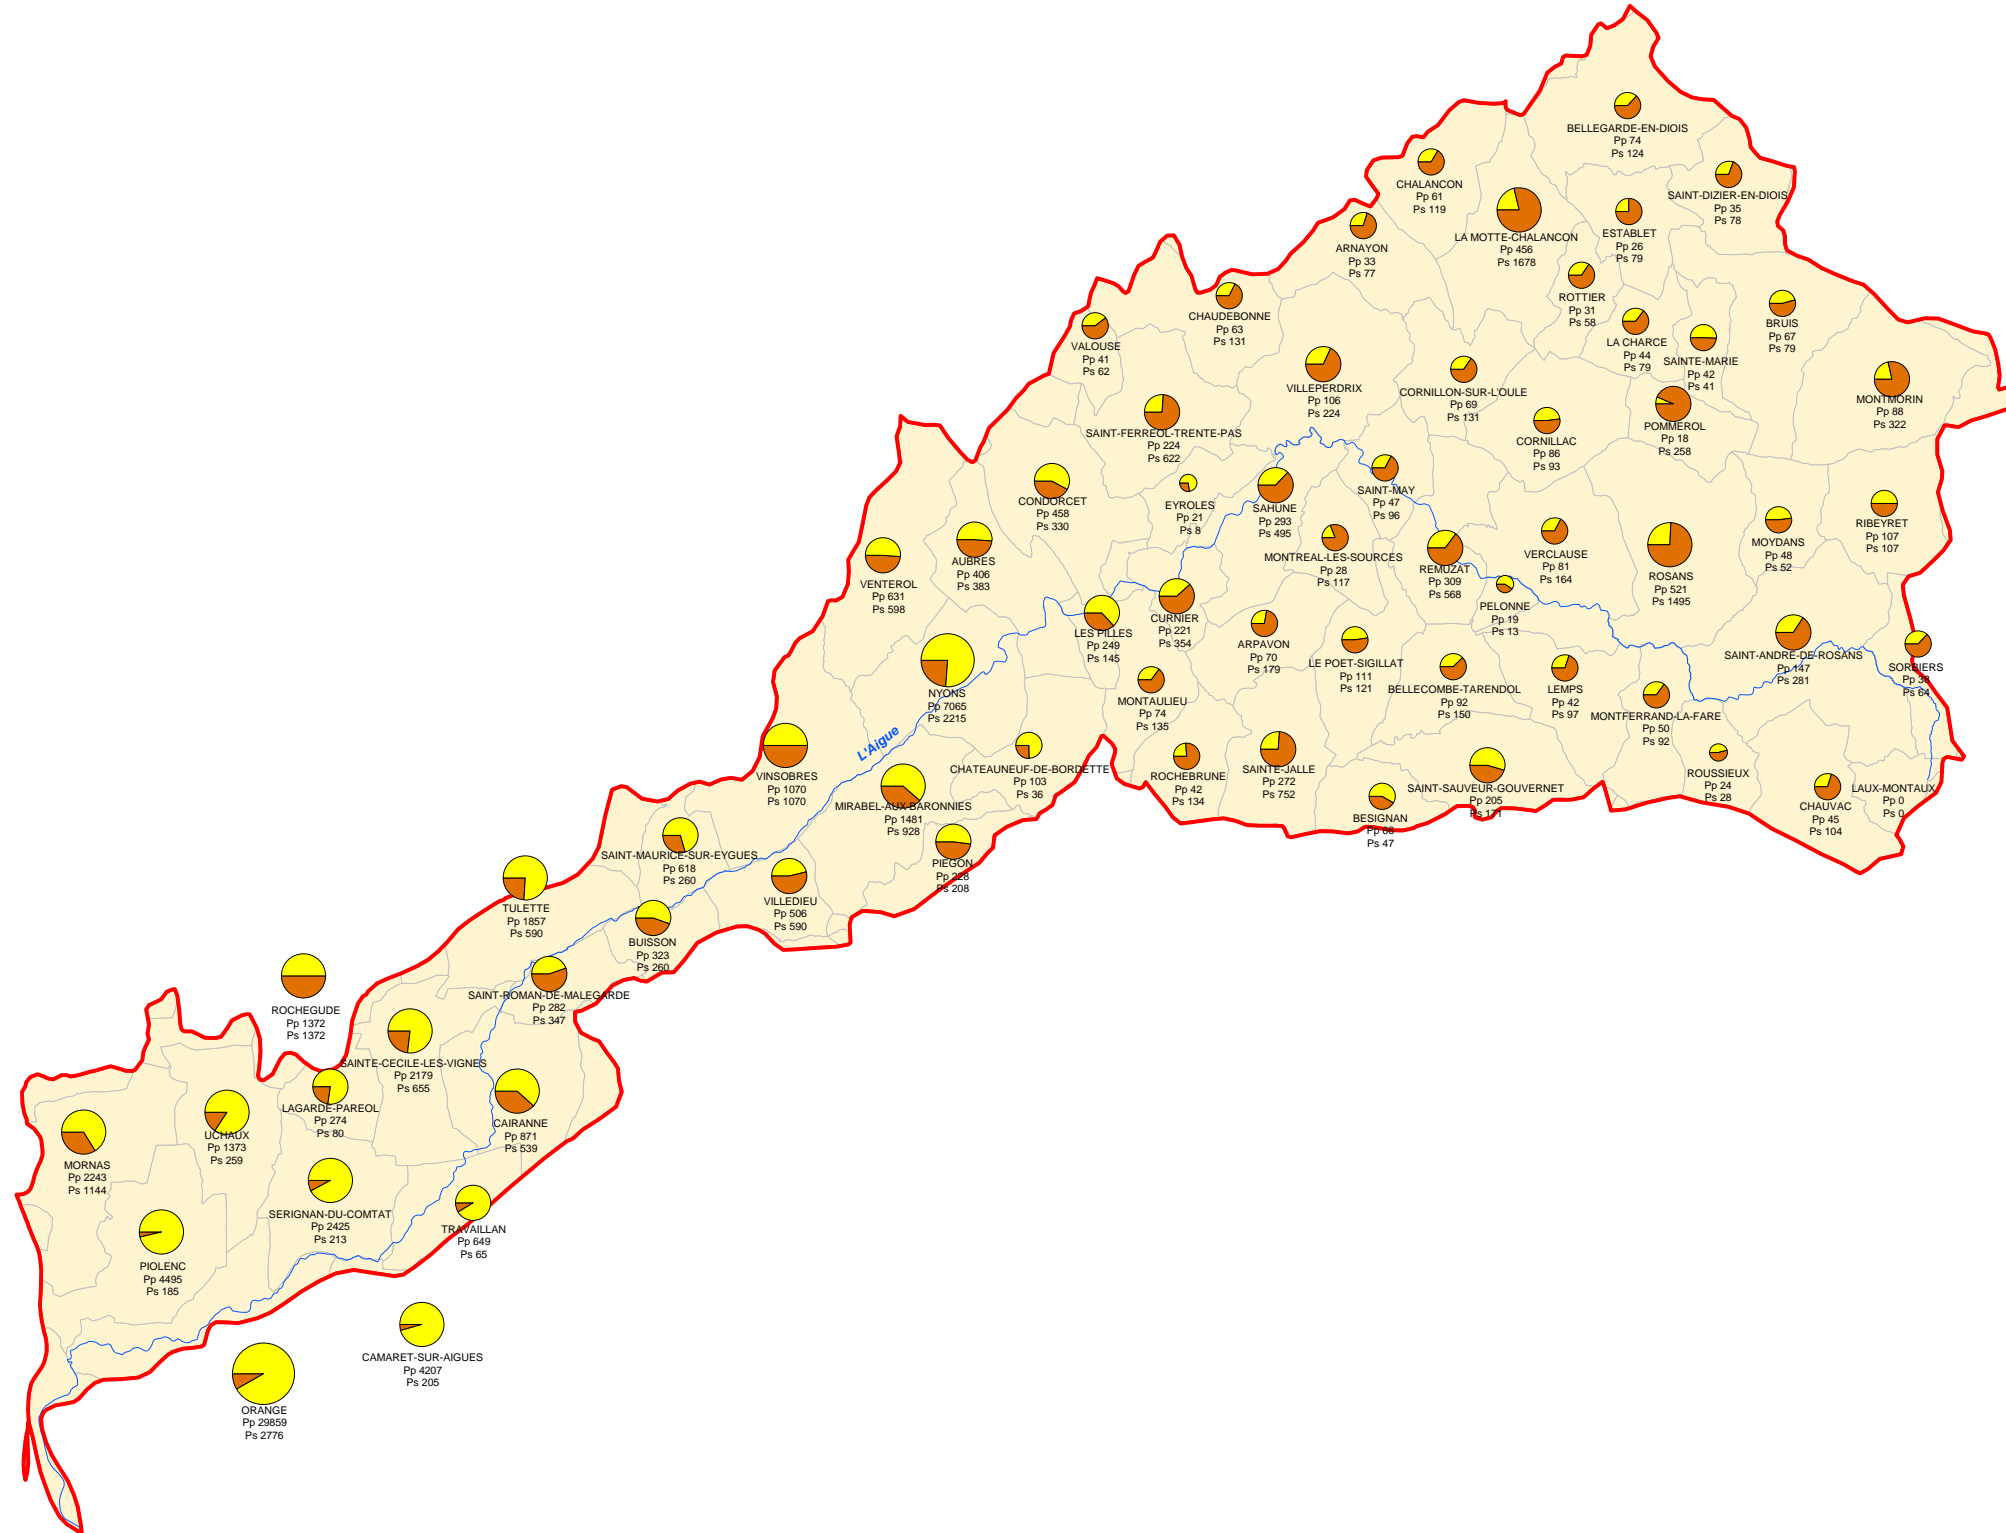 BELLEGARDE-EN-DIOIS
Pp 74
Ps 124
CHALANCON
Pp 61
Ps 119
SAINT-DIZIER-EN-DIOIS
Pp 35
Ps 78
LA MOTTE-CHALANCON
Pp 456
Ps 1678
ESTABLET
Pp 26
Ps 79
ARNAYON
Pp 33
Ps 77
ROTTIER
Pp 31
Ps 58
CHAUDEBONNE
Pp 63
Ps 131
BRUIS
Pp 67
Ps 79
LA CHARCE
Pp 44
Ps 79
VALOUSE
Pp 41
Ps 62
SAINTE-MARIE
Pp 42
Ps 41
VILLEPERDRIX
Pp 106
Ps 224
CORNILLON-SUR-L'OULE
Pp 69
Ps 131
MONTMORIN
Pp 88
Ps 322
POMMEROL
Pp 18
Ps 258
SAINT-FERREOL-TRENTE-PAS
Pp 224
Ps 622
CORNILLAC
Pp 86
Ps 93
SAINT-MAY
Pp 47
Ps 96
CONDORCET
Pp 458
Ps 330
EYROLES
Pp 21
Ps 8
SAHUNE
Pp 293
Ps 495
RIBEYRET
Pp 107
Ps 107
MOYDANS
Pp 48
Ps 52
VERCLAUSE
Pp 81
Ps 164
MONTREAL-LES-SOURCES
Pp 28
Ps 117
AUBRES
Pp 406
Ps 383
REMUZAT
Pp 309
Ps 568
ROSANS
Pp 521
Ps 1495
VENTEROL
Pp 631
Ps 598
PELONNE
Pp 19
Ps 13
CURNIER
Pp 221
Ps 354
LES PILLES
Pp 249
Ps 145
ARPAVON
Pp 70
Ps 179
LE POET-SIGILLAT
Pp 111
Ps 121
SAINT-ANDRE-DE-ROSANS
Pp 147
Ps 281
SORBIERS
Pp 38
Ps 64
BELLECOMBE-TARENDOL
Pp 92
Ps 150
LEMPS
Pp 42
Ps 97
NYONS
Pp 7065
Ps 2215
MONTAULIEU
Pp 74
Ps 135
MONTFERRAND-LA-FARE
Pp 50
Ps 92
L'Aigue
CHATEAUNEUF-DE-BORDETTE
Pp 103
Ps 36
ROCHEBRUNE
Pp 42
Ps 134
SAINTE-JALLE
Pp 272
Ps 752
ROUSSIEUX
Pp 24
Ps 28
VINSOBRES
Pp 1070
Ps 1070
SAINT-SAUVEUR-GOUVERNET
Pp 205
Ps 171
LAUX-MONTAUX
Pp 0
Ps 0
CHAUVAC
Pp 45
Ps 104
MIRABEL-AUX-BARONNIES
Pp 1481
Ps 928
BESIGNAN
Pp 66
Ps 47
SAINT-MAURICE-SUR-EYGUES
Pp 618
Ps 260
PIEGON
Pp 228
Ps 208
VILLEDIEU
Pp 506
Ps 590
TULETTE
Pp 1857
Ps 590
BUISSON
Pp 323
Ps 260
SAINT-ROMAN-DE-MALEGARDE
Pp 282
Ps 347
ROCHEGUDE
Pp 1372
Ps 1372
SAINTE-CECILE-LES-VIGNES
Pp 2179
Ps 655
LAGARDE-PAREOL
Pp 274
Ps 80
CAIRANNE
Pp 871
Ps 539
UCHAUX
Pp 1373
Ps 259
MORNAS
Pp 2243
Ps 1144
SERIGNAN-DU-COMTAT
Pp 2425
Ps 213
TRAVAILLAN
Pp 649
Ps 65
PIOLENC
Pp 4495
Ps 185
CAMARET-SUR-AIGUES
Pp 4207
Ps 205
ORANGE
Pp 29859
Ps 2776